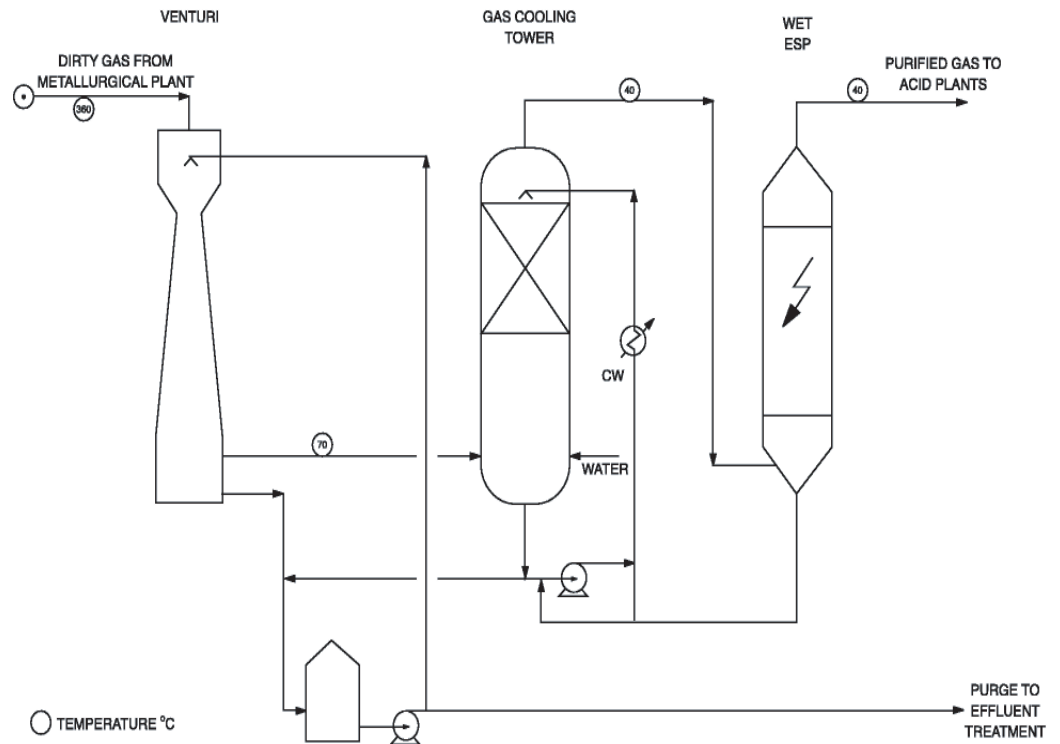 VENTURI
GAS COOLING
TOWER
WET
ESP
DIRTY GAS FROM
METALLURGICAL PLANT
360
40
PURIFIED GAS TO
ACID PLANTS
40
CW
70
WATER
TEMPERATURE °C
PURGE TO
EFFLUENT
TREATMENT